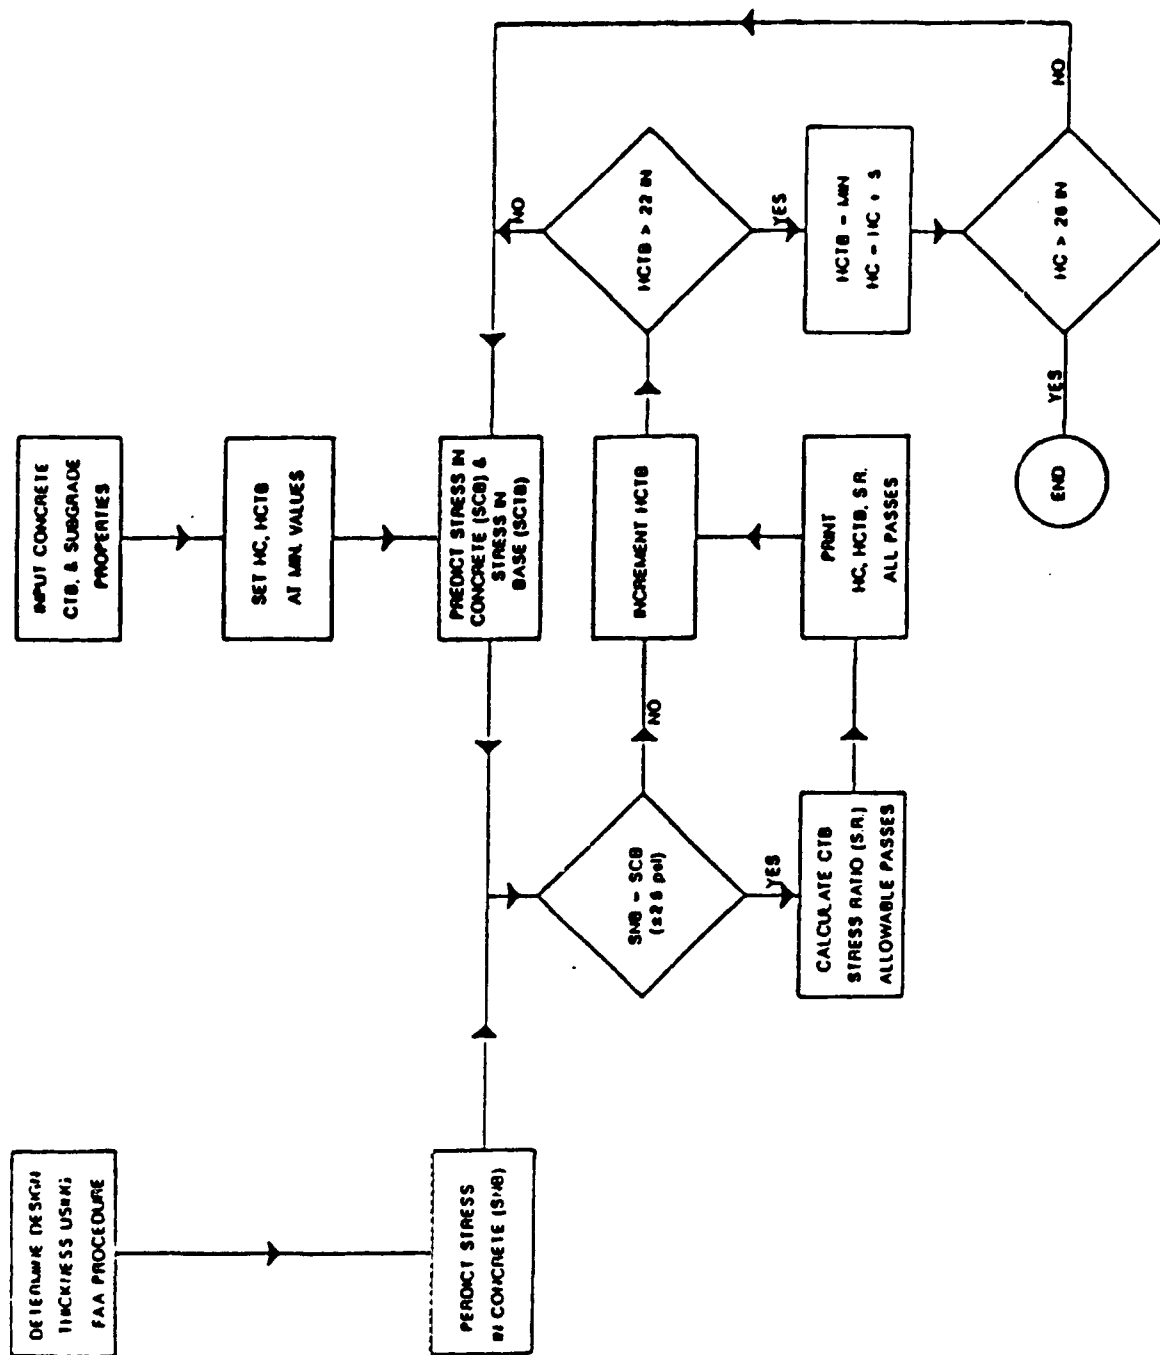 DETERMINE DESIGN
THICKNESS USING
FAA PROCEDURE
PERDICT STRESS
IN CONCRETE (SNB)
INPUT CONCRETE
CTB, & SUBGRADE
PROPERTIES
SET HC, HCTB
AT MIN. VALUES
PREDICT STRESS IN
CONCRETE (SCB) &
STRESS IN
BASE (SCTB)
SNB = SCB
(±2.5 psi)
NO
YES
CALCULATE CTB
STRESS RATIO (S.R.)
ALLOWABLE PASSES
PRINT
HC, HCTB, S.R.
ALL PASSES
INCREMENT HCTB
HCTB > 22 IN
NO
YES
HCTB = MIN
HC = HC + .5
HC > 26 IN
NO
YES
END